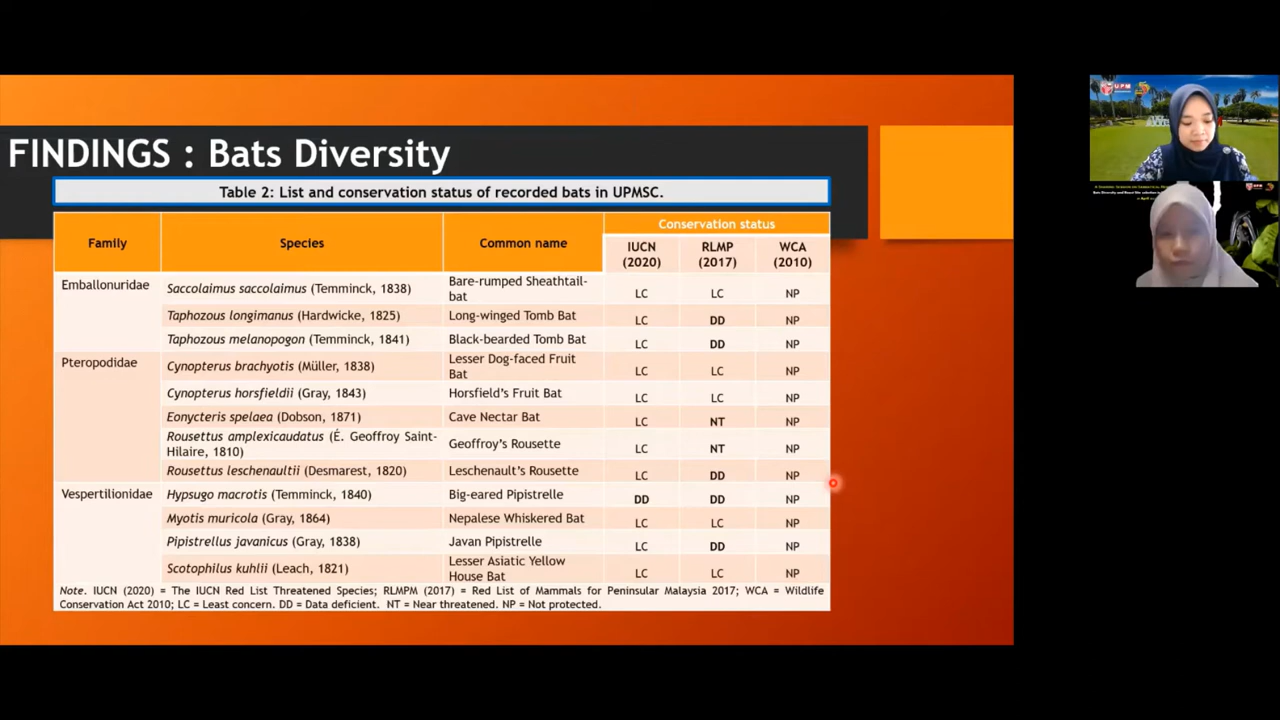 FINDINGS : Bats Diversity
Table 2: List and conservation status of recorded bats in UPMSC.
Family Species Common name Conservation status
IUCN (2020) RLMP (2017) WCA (2010)
Emballonuridae Saccolaimus saccolaimus (Temminck, 1838) Bare-rumped Sheathtail-bat LC LC NP
Taphozous longimanus (Hardwicke, 1825) Long-winged Tomb Bat LC DD NP
Taphozous melanopogon (Temminck, 1841) Black-bearded Tomb Bat LC DD NP
Pteropodidae Cynopterus brachyotis (Müller, 1838) Lesser Dog-faced Fruit Bat LC LC NP
Cynopterus horsfieldii (Gray, 1843) Horsfield's Fruit Bat LC LC NP
Eonycteris spelaea (Dobson, 1871) Cave Nectar Bat LC NT NP
Rousettus amplexicaudatus (É. Geoffroy Saint-Hilaire, 1810) Geoffroy's Rousette LC NT NP
Rousettus leschenaultii (Desmarest, 1820) Leschenault's Rousette LC DD NP
Vespertilionidae Hypsugo macrotis (Temminck, 1840) Big-eared Pipistrelle DD DD NP
Myotis muricola (Gray, 1864) Nepalese Whiskered Bat LC LC NP
Pipistrellus javanicus (Gray, 1838) Javan Pipistrelle LC DD NP
Scotophilus kuhlii (Leach, 1821) Lesser Asiatic Yellow House Bat LC LC NP
Note. IUCN (2020) = The IUCN Red List Threatened Species; RLMPM (2017) = Red List of Mammals for Peninsular Malaysia 2017; WCA = Wildlife
Conservation Act 2010; LC = Least concern. DD = Data deficient. NT = Near threatened. NP = Not protected.
UPM